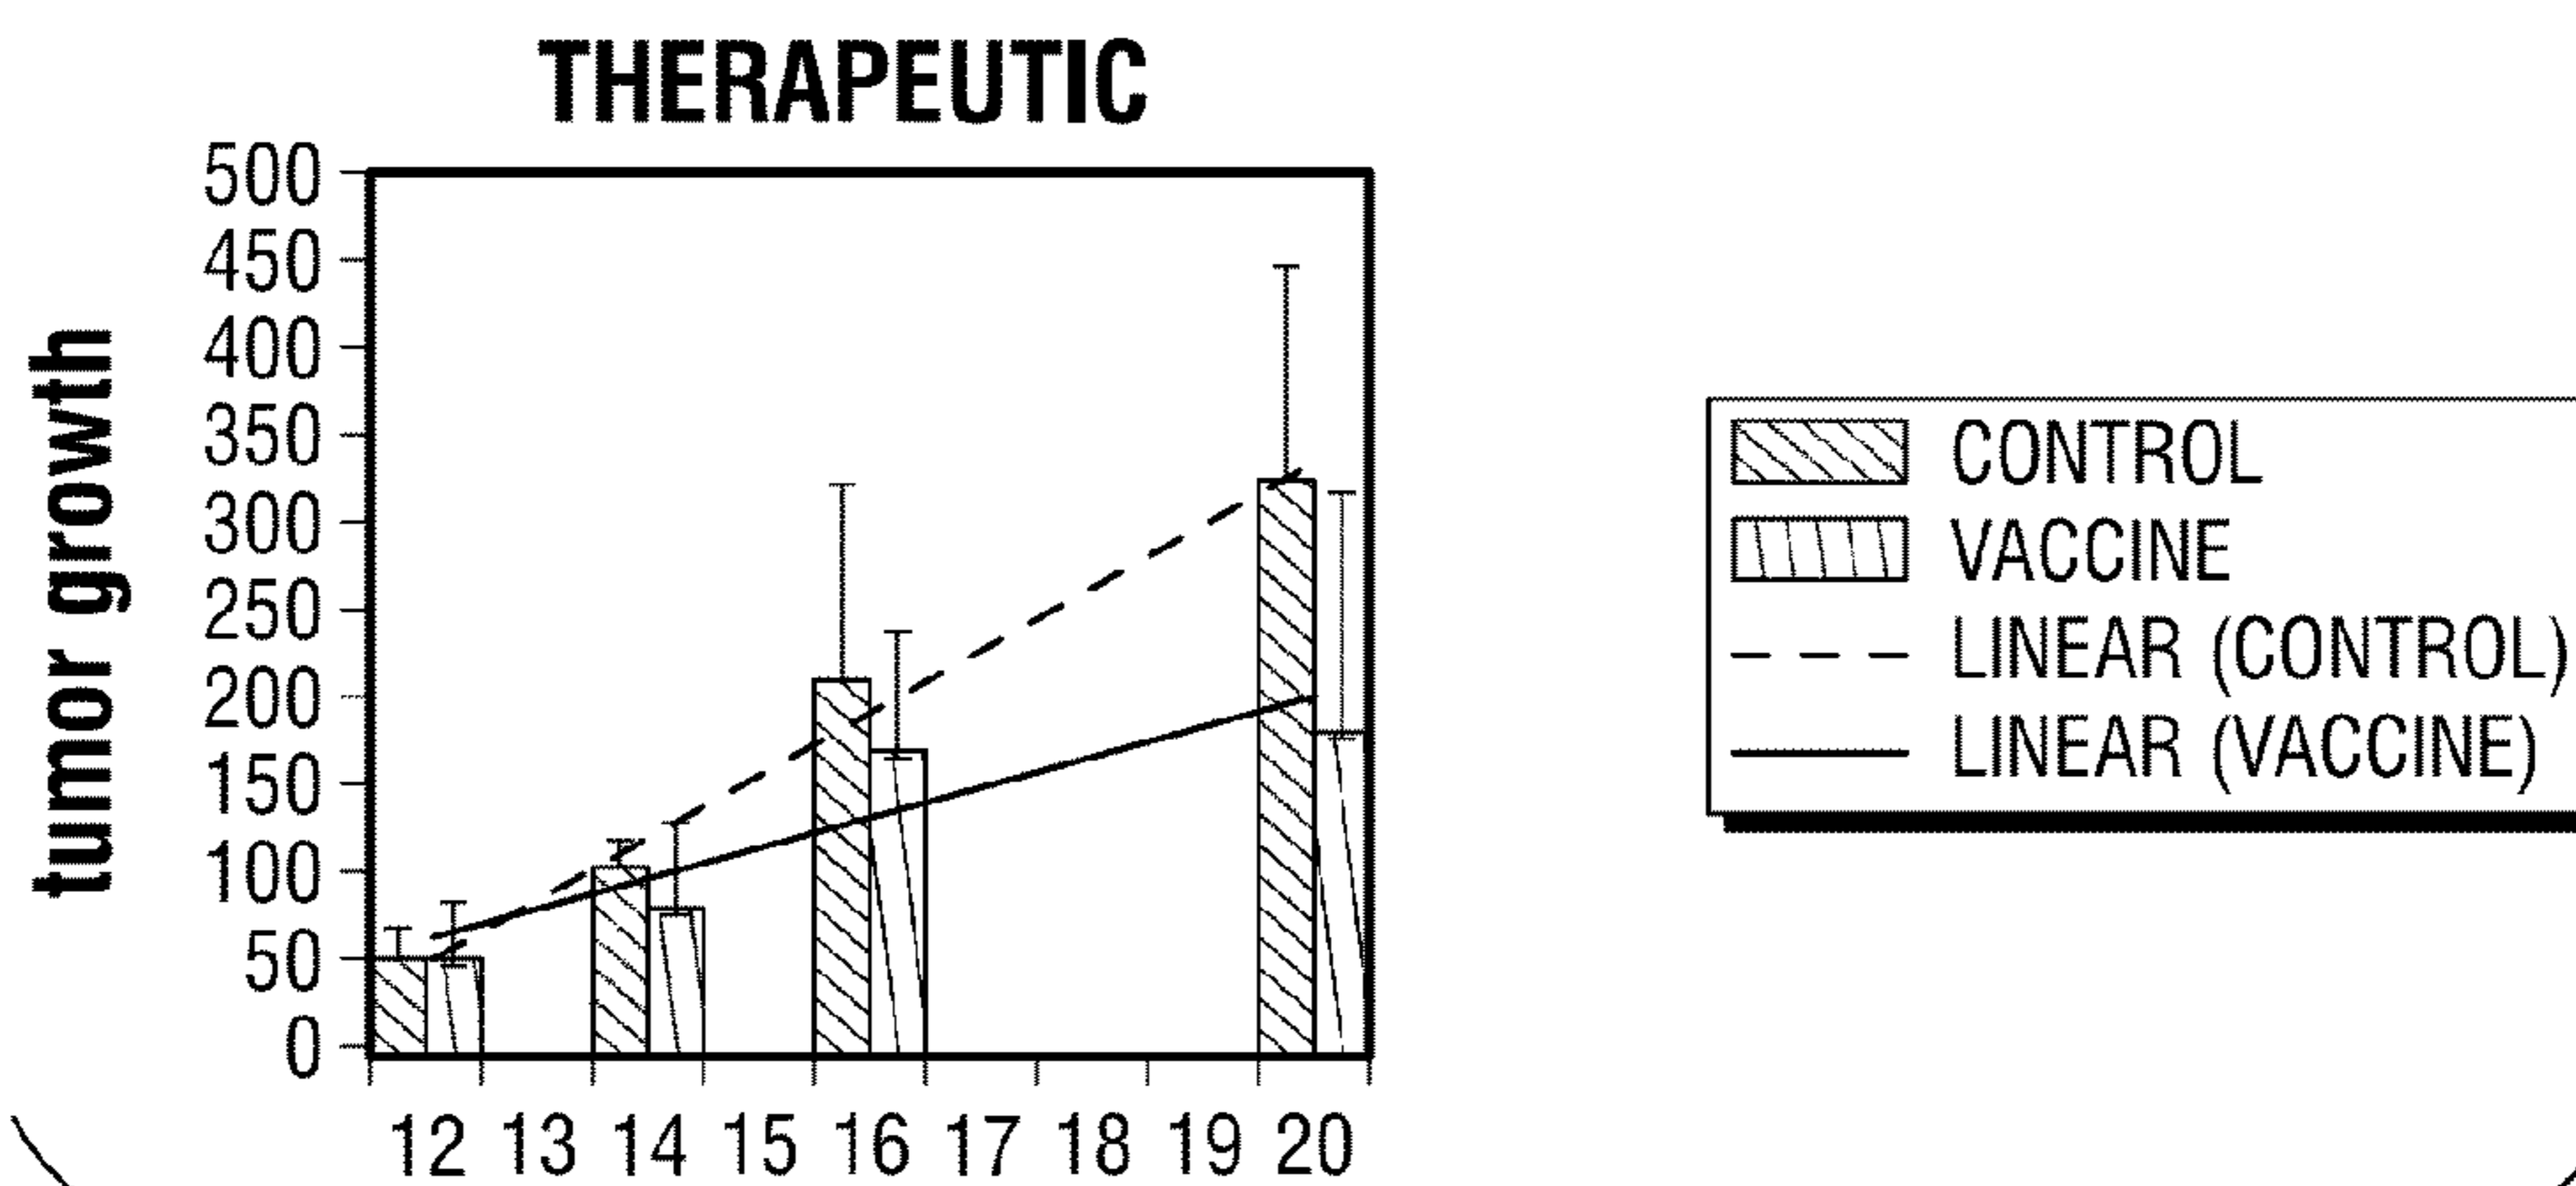 THERAPEUTIC
tumor growth
500
450
400
350
300
250
200
150
100
50
0
12 13 14 15 16 17 18 19 20
CONTROL
VACCINE
LINEAR (CONTROL)
LINEAR (VACCINE)